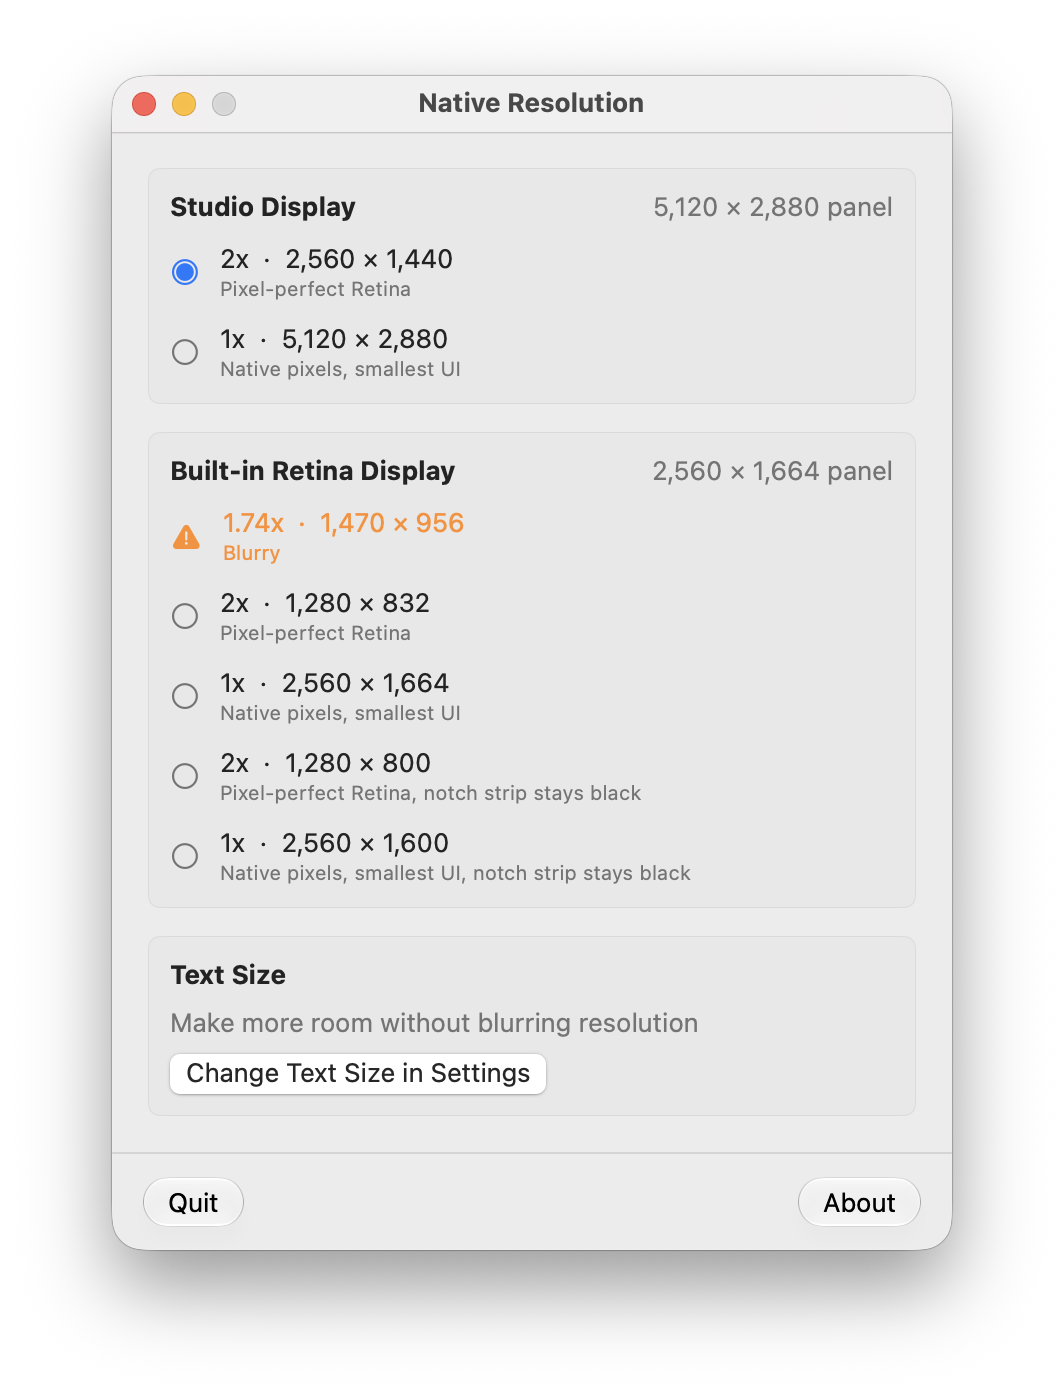 Native Resolution
Studio Display
5,120 × 2,880 panel
2x · 2,560 × 1,440
Pixel-perfect Retina
1x · 5,120 × 2,880
Native pixels, smallest UI
Built-in Retina Display
2,560 × 1,664 panel
1.74x · 1,470 × 956
Blurry
2x · 1,280 × 832
Pixel-perfect Retina
1x · 2,560 × 1,664
Native pixels, smallest UI
2x · 1,280 × 800
Pixel-perfect Retina, notch strip stays black
1x · 2,560 × 1,600
Native pixels, smallest UI, notch strip stays black
Text Size
Make more room without blurring resolution
Change Text Size in Settings
Quit
About